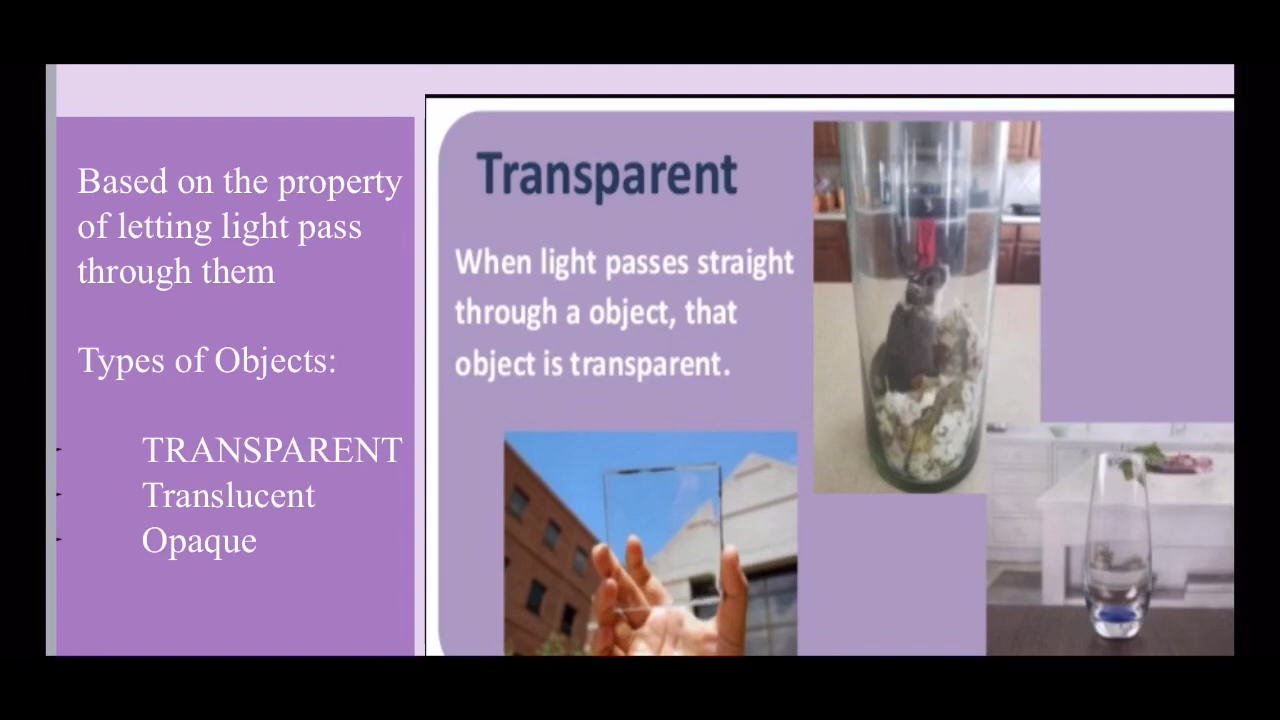 Based on the property
of letting light pass
through them
Types of Objects:
TRANSPARENT
Translucent
Opaque
Transparent
When light passes straight
through a object, that
object is transparent.